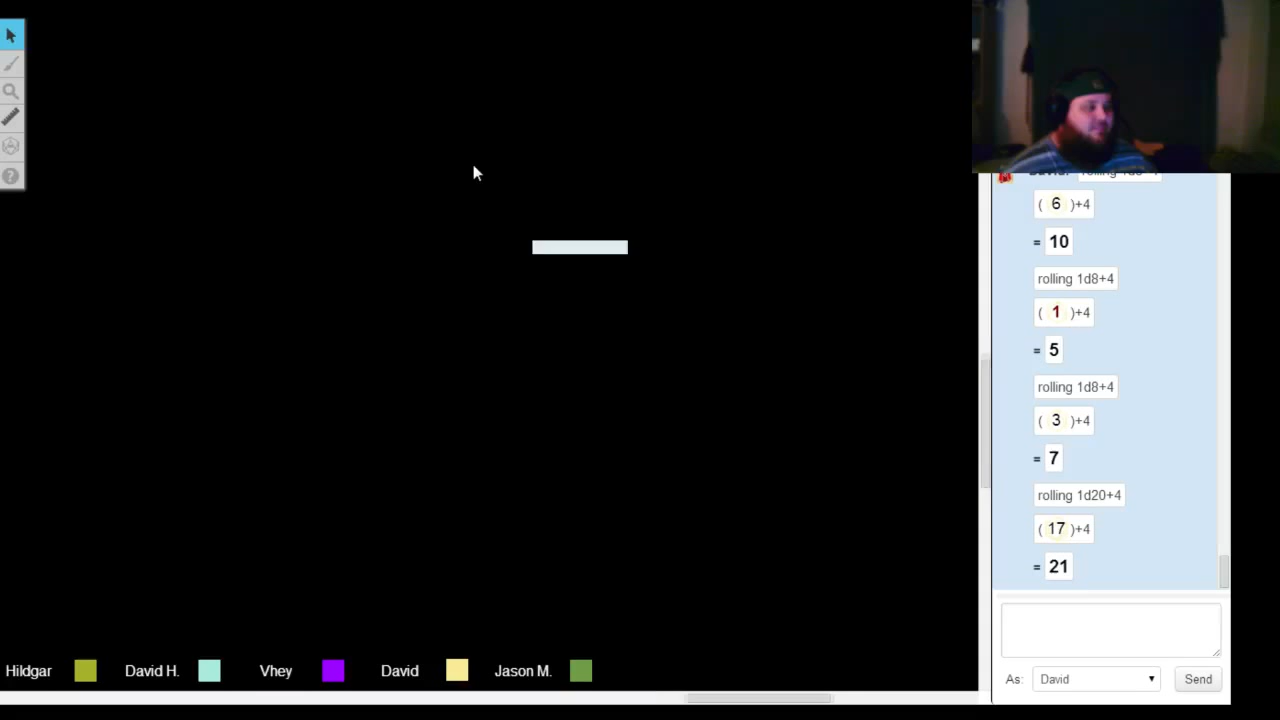 ( 6 )+4
= 10
rolling 1d8+4
( 1 )+4
= 5
rolling 1d8+4
( 3 )+4
= 7
rolling 1d20+4
( 17 )+4
= 21
As: David Send
Hildgar David H. Vhey David Jason M.